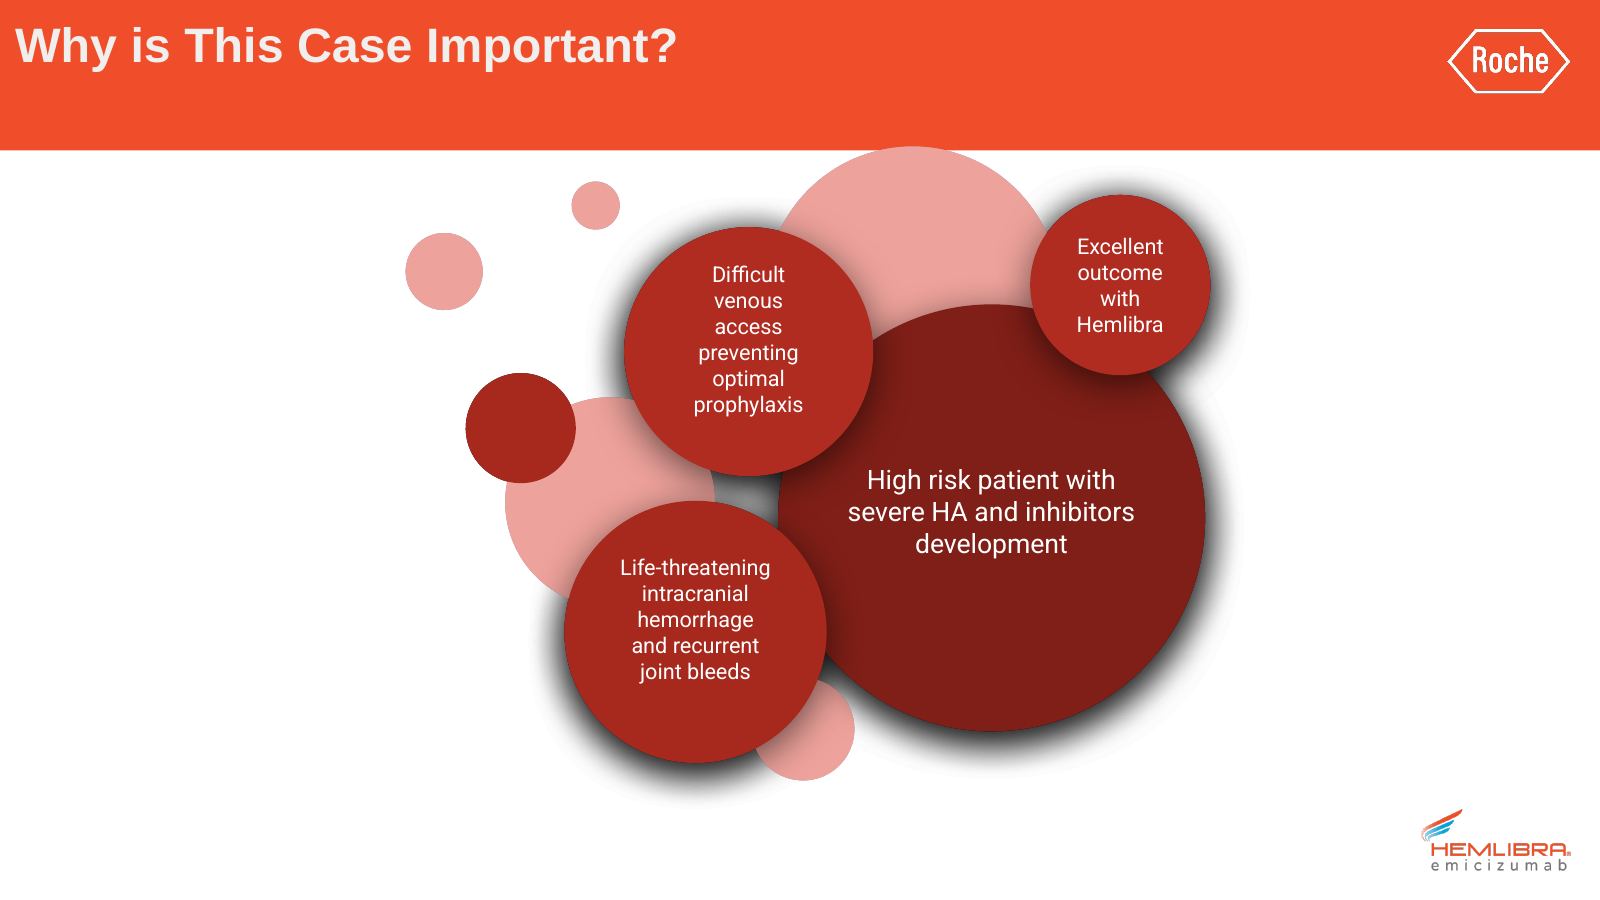 Why is This Case Important?
Roche
Excellent
outcome
with
Hemlibra
Difficult
venous
access
preventing
optimal
prophylaxis
High risk patient with
severe HA and inhibitors
development
Life-threatening
intracranial
hemorrhage
and recurrent
joint bleeds
HEMLIBRA®
emicizumab